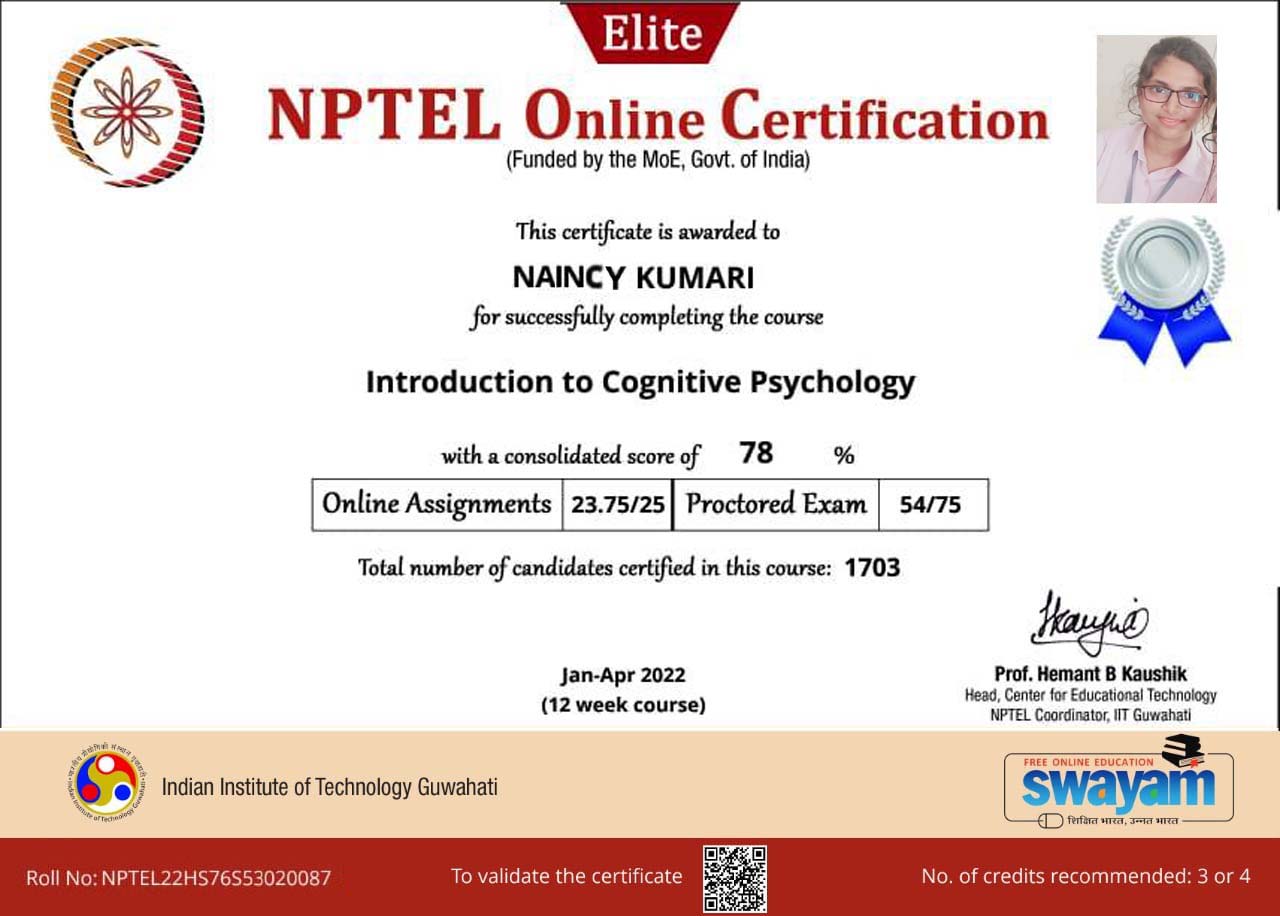 Elite
NPTEL Online Certification
(Funded by the MoE, Govt. of India)
This certificate is awarded to
NAINCY KUMARI
for successfully completing the course
Introduction to Cognitive Psychology
with a consolidated score of 78 %
Online Assignments 23.75/25 Proctored Exam 54/75
Total number of candidates certified in this course: 1703
Jan-Apr 2022
(12 week course)
Prof. Hemant B Kaushik
Head, Center for Educational Technology
NPTEL Coordinator, IIT Guwahati
Indian Institute of Technology Guwahati
Indian Institute of Technology Guwahati
FREE ONLINE EDUCATION
swayam
शिक्षित भारत, उन्नत भारत
Roll No: NPTEL22HS76S53020087
To validate the certificate
No. of credits recommended: 3 or 4